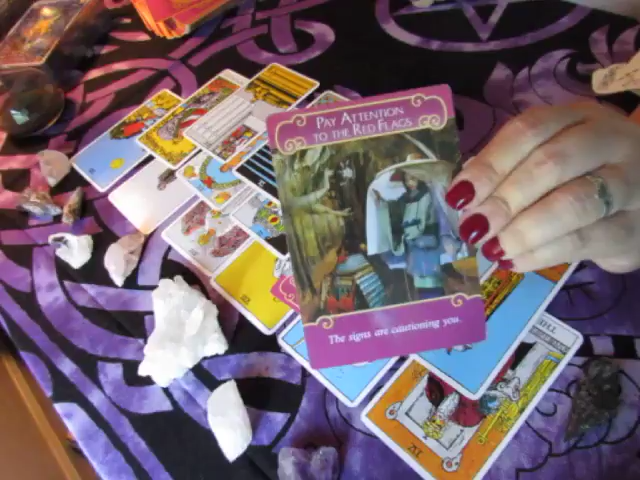 PAY ATTENTION
TO THE RED FLAGS
The signs are cautioning you.